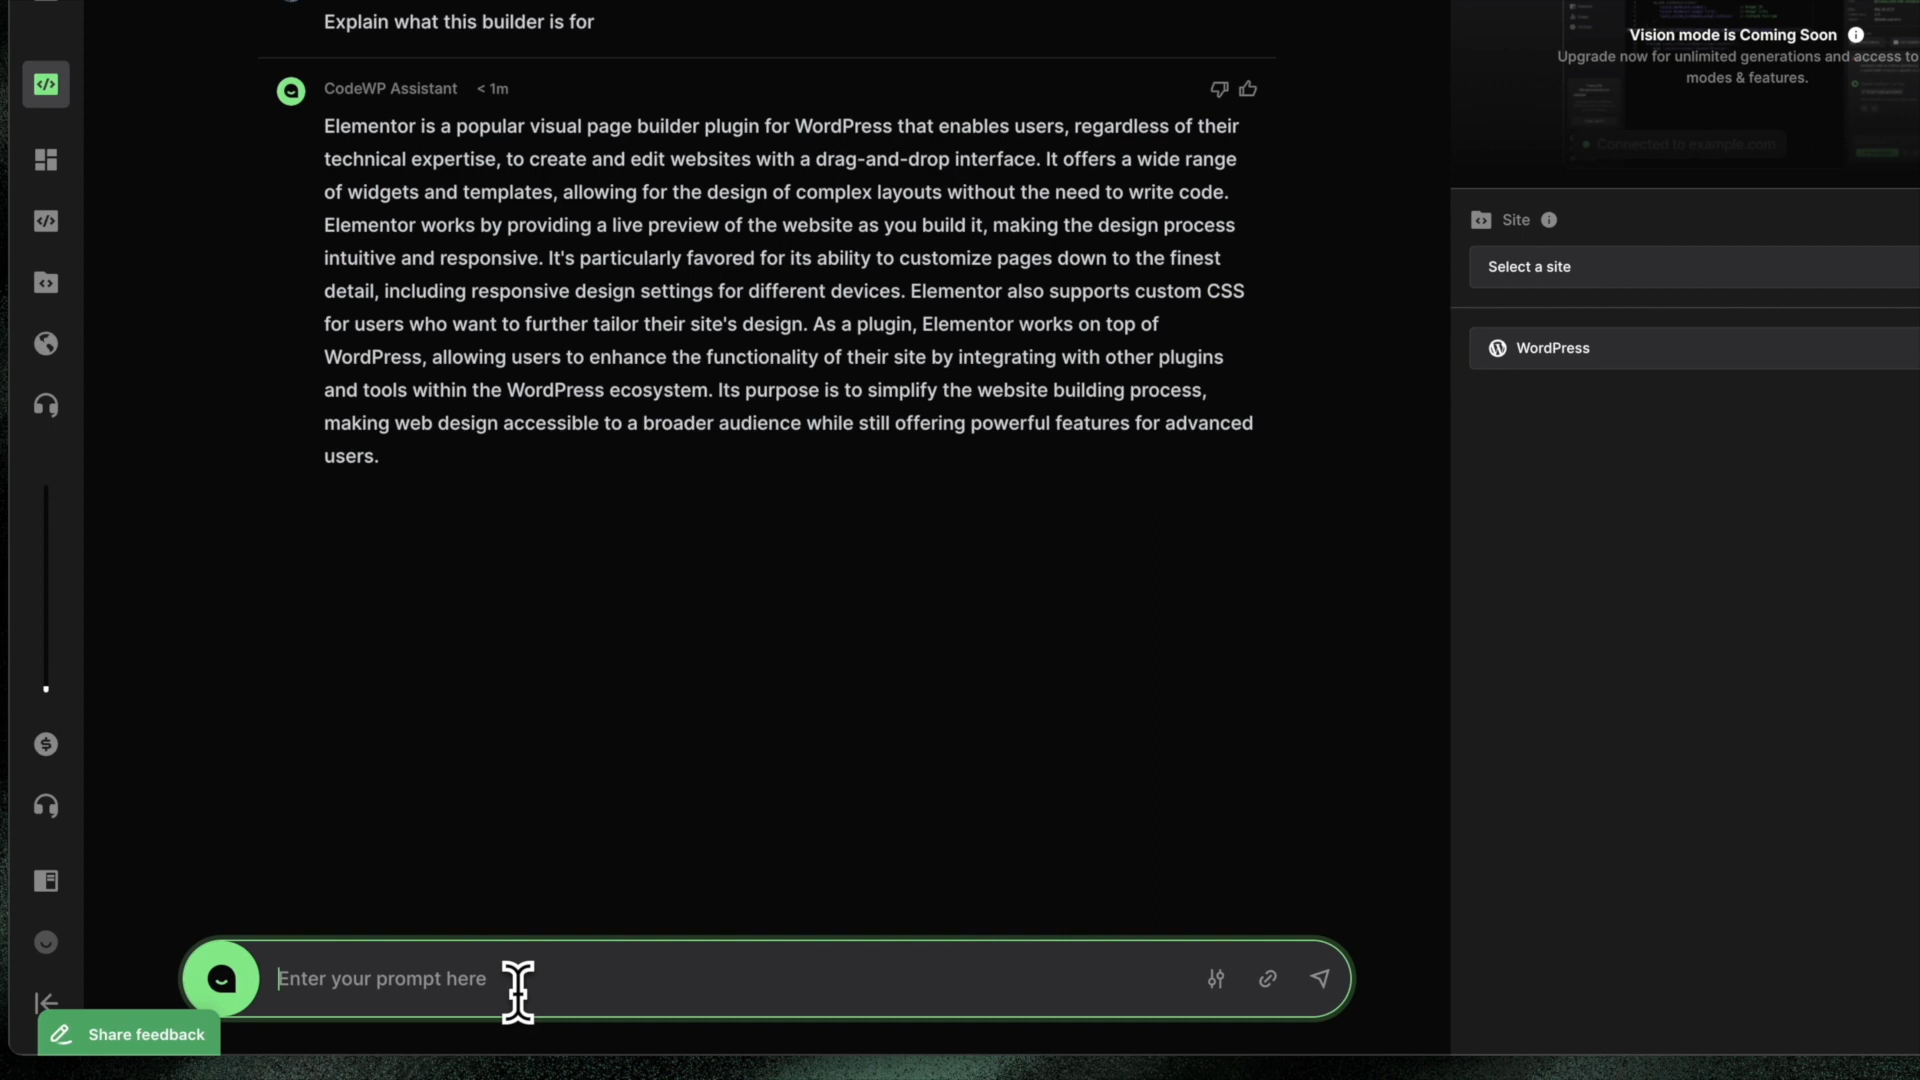 Explain what this builder is for
CodeWP Assistant < 1m
Elementor is a popular visual page builder plugin for WordPress that enables users, regardless of their
technical expertise, to create and edit websites with a drag-and-drop interface. It offers a wide range
of widgets and templates, allowing for the design of complex layouts without the need to write code.
Elementor works by providing a live preview of the website as you build it, making the design process
intuitive and responsive. It's particularly favored for its ability to customize pages down to the finest
detail, including responsive design settings for different devices. Elementor also supports custom CSS
for users who want to further tailor their site's design. As a plugin, Elementor works on top of
WordPress, allowing users to enhance the functionality of their site by integrating with other plugins
and tools within the WordPress ecosystem. Its purpose is to simplify the website building process,
making web design accessible to a broader audience while still offering powerful features for advanced
users.
Enter your prompt here
Share feedback
Vision mode is Coming Soon
Upgrade now for unlimited generations and access to
modes & features.
Connected to example.com
Site
Select a site
WordPress